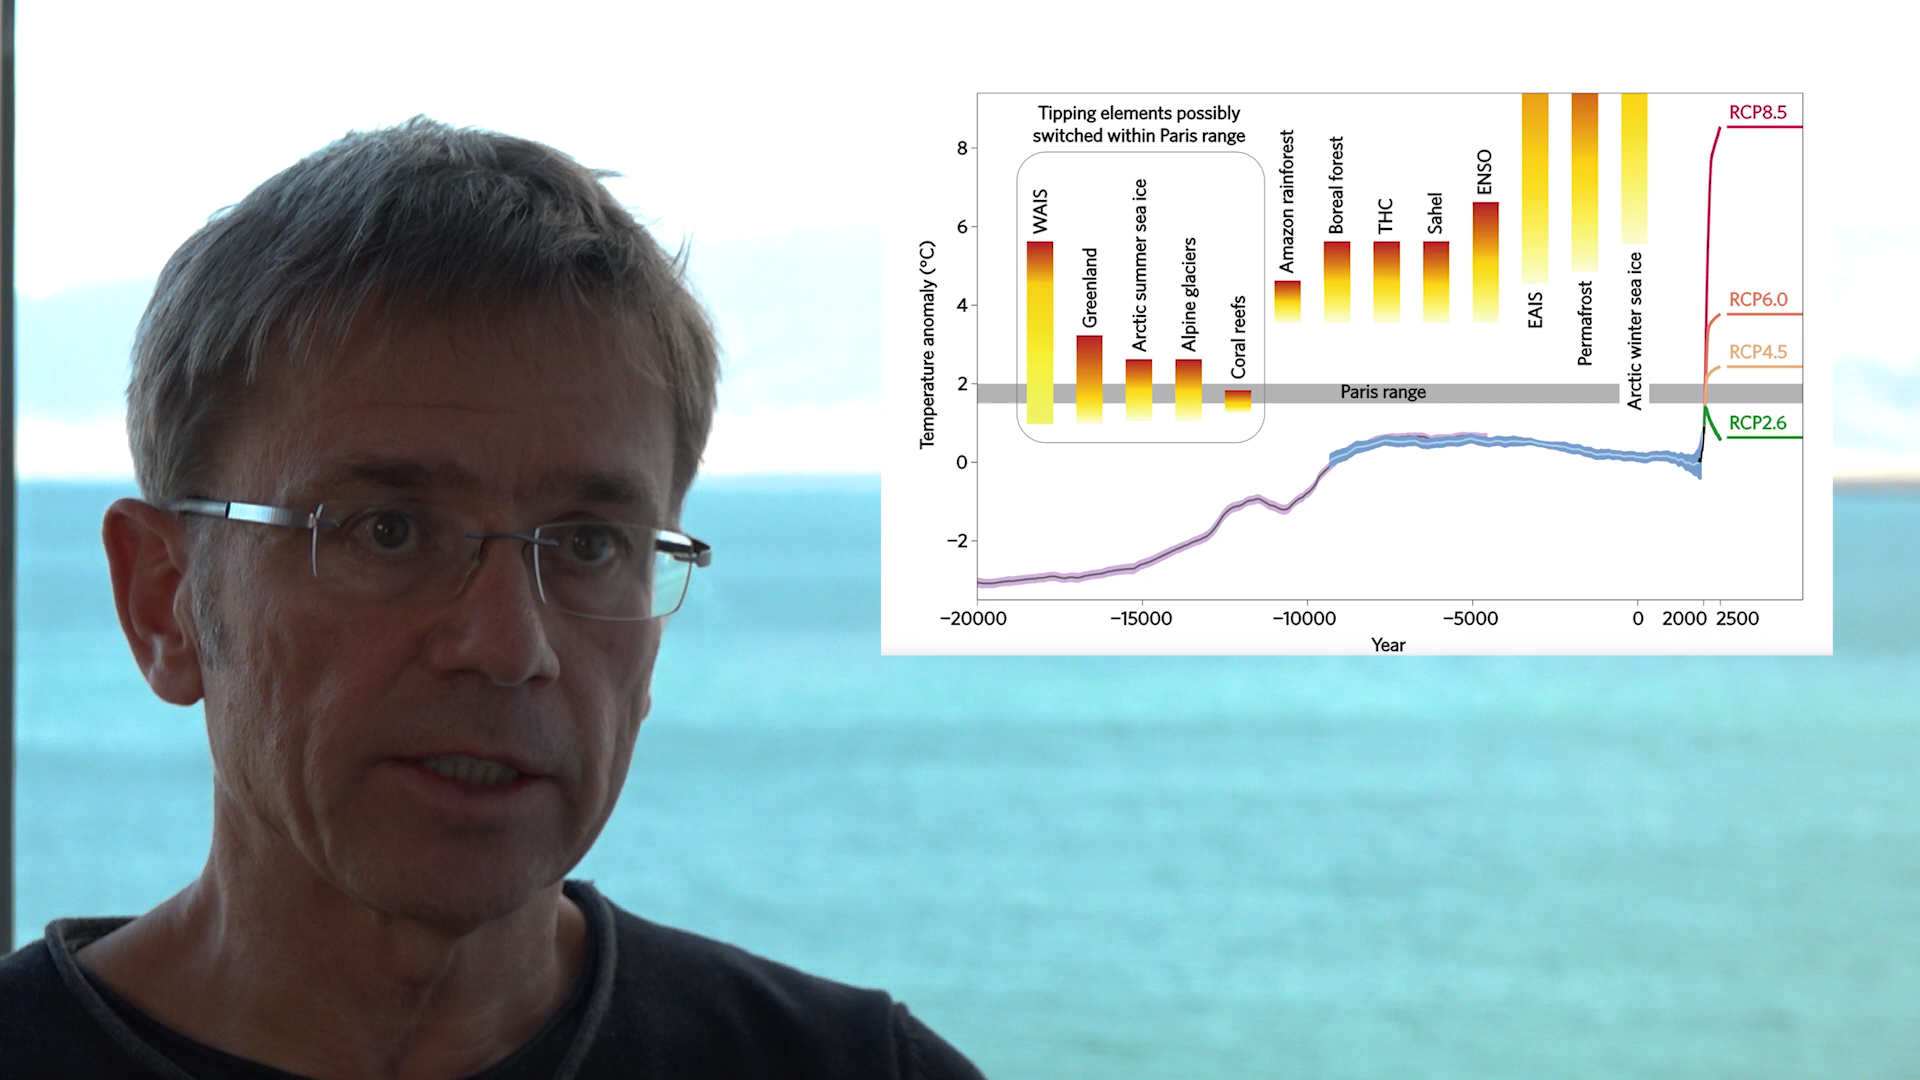 Tipping elements possibly
switched within Paris range
WAIS
Greenland
Arctic summer sea ice
Alpine glaciers
Coral reefs
Amazon rainforest
Boreal forest
THC
Sahel
ENSO
EAIS
Permafrost
Arctic winter sea ice
RCP8.5
RCP6.0
RCP4.5
RCP2.6
Paris range
Temperature anomaly (°C)
8
6
4
2
0
−2
−20000 −15000 −10000 −5000 0 2000 2500
Year